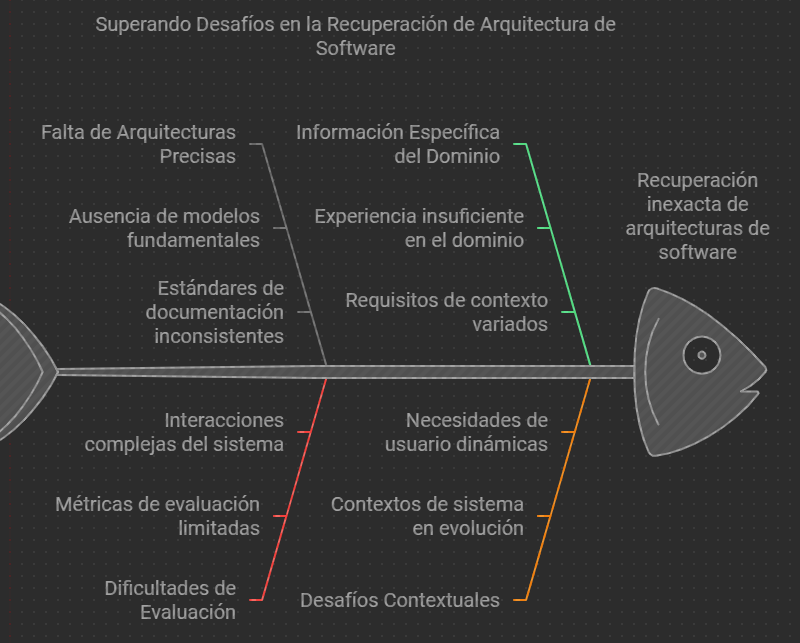 Superando Desafíos en la Recuperación de Arquitectura de
Software
Falta de Arquitecturas
Precisas
Ausencia de modelos
fundamentales
Estándares de
documentación
inconsistentes
Información Específica
del Dominio
Experiencia insuficiente
en el dominio
Requisitos de contexto
variados
Recuperación
inexacta de
arquitecturas de
software
Interacciones
complejas del sistema
Métricas de evaluación
limitadas
Dificultades de
Evaluación
Necesidades de
usuario dinámicas
Contextos de sistema
en evolución
Desafíos Contextuales